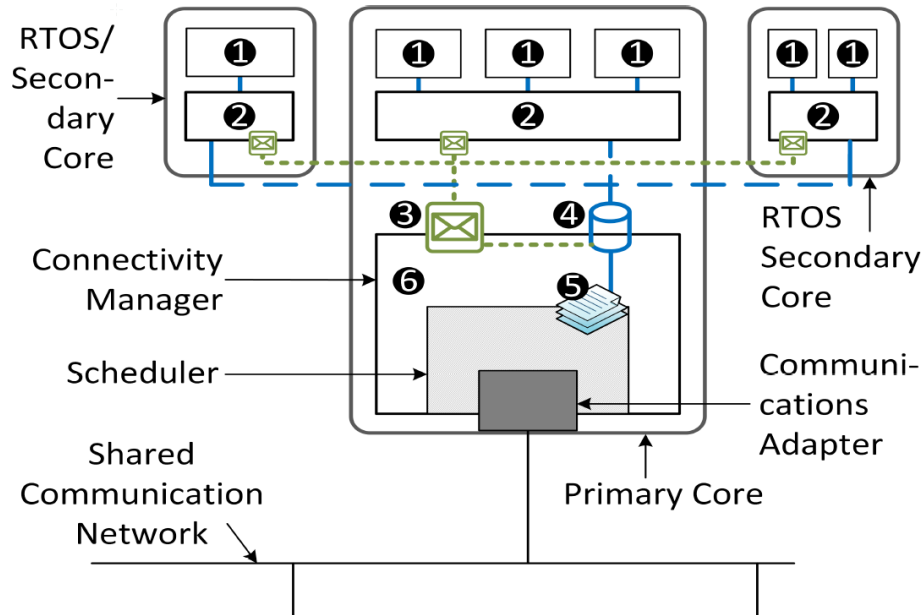 RTOS/
Secon-
dary
Core
❶
❷
❶ ❶ ❶
❷
❶ ❶
❷
RTOS
Secondary
Core
❸
❹
❺
❻
Connectivity
Manager
Scheduler
Communi-
cations
Adapter
Primary Core
Shared
Communication
Network